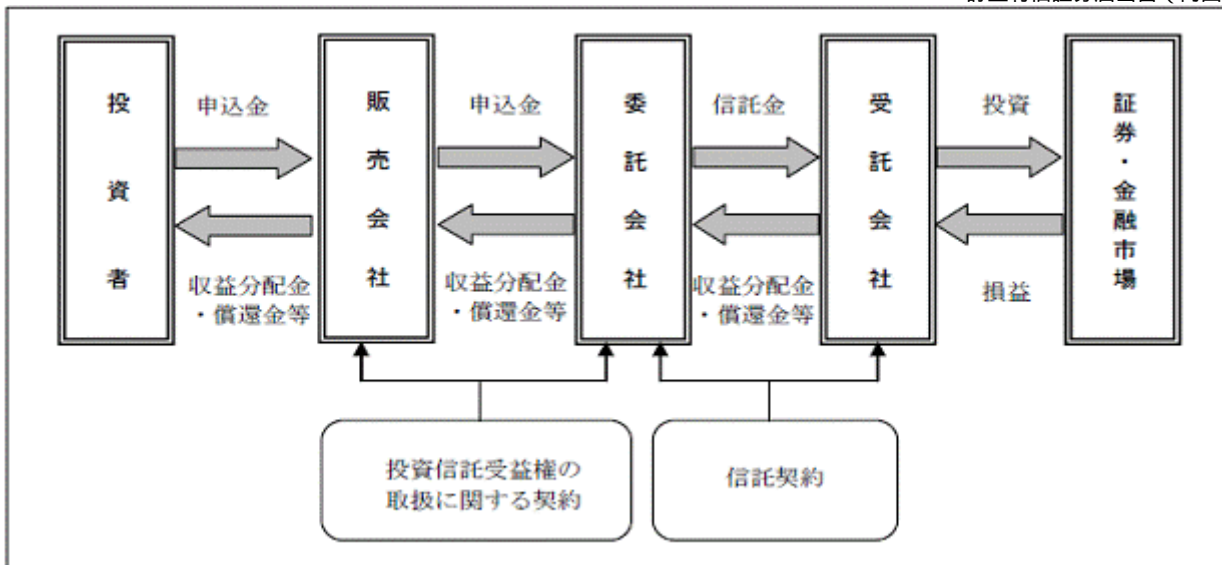 投資者
申込金
販売会社
申込金
委託会社
信託金
受託会社
投資
証券・金融市場
収益分配金
・償還金等
収益分配金
・償還金等
収益分配金
・償還金等
損益
投資信託受益権の
取扱に関する契約
信託契約